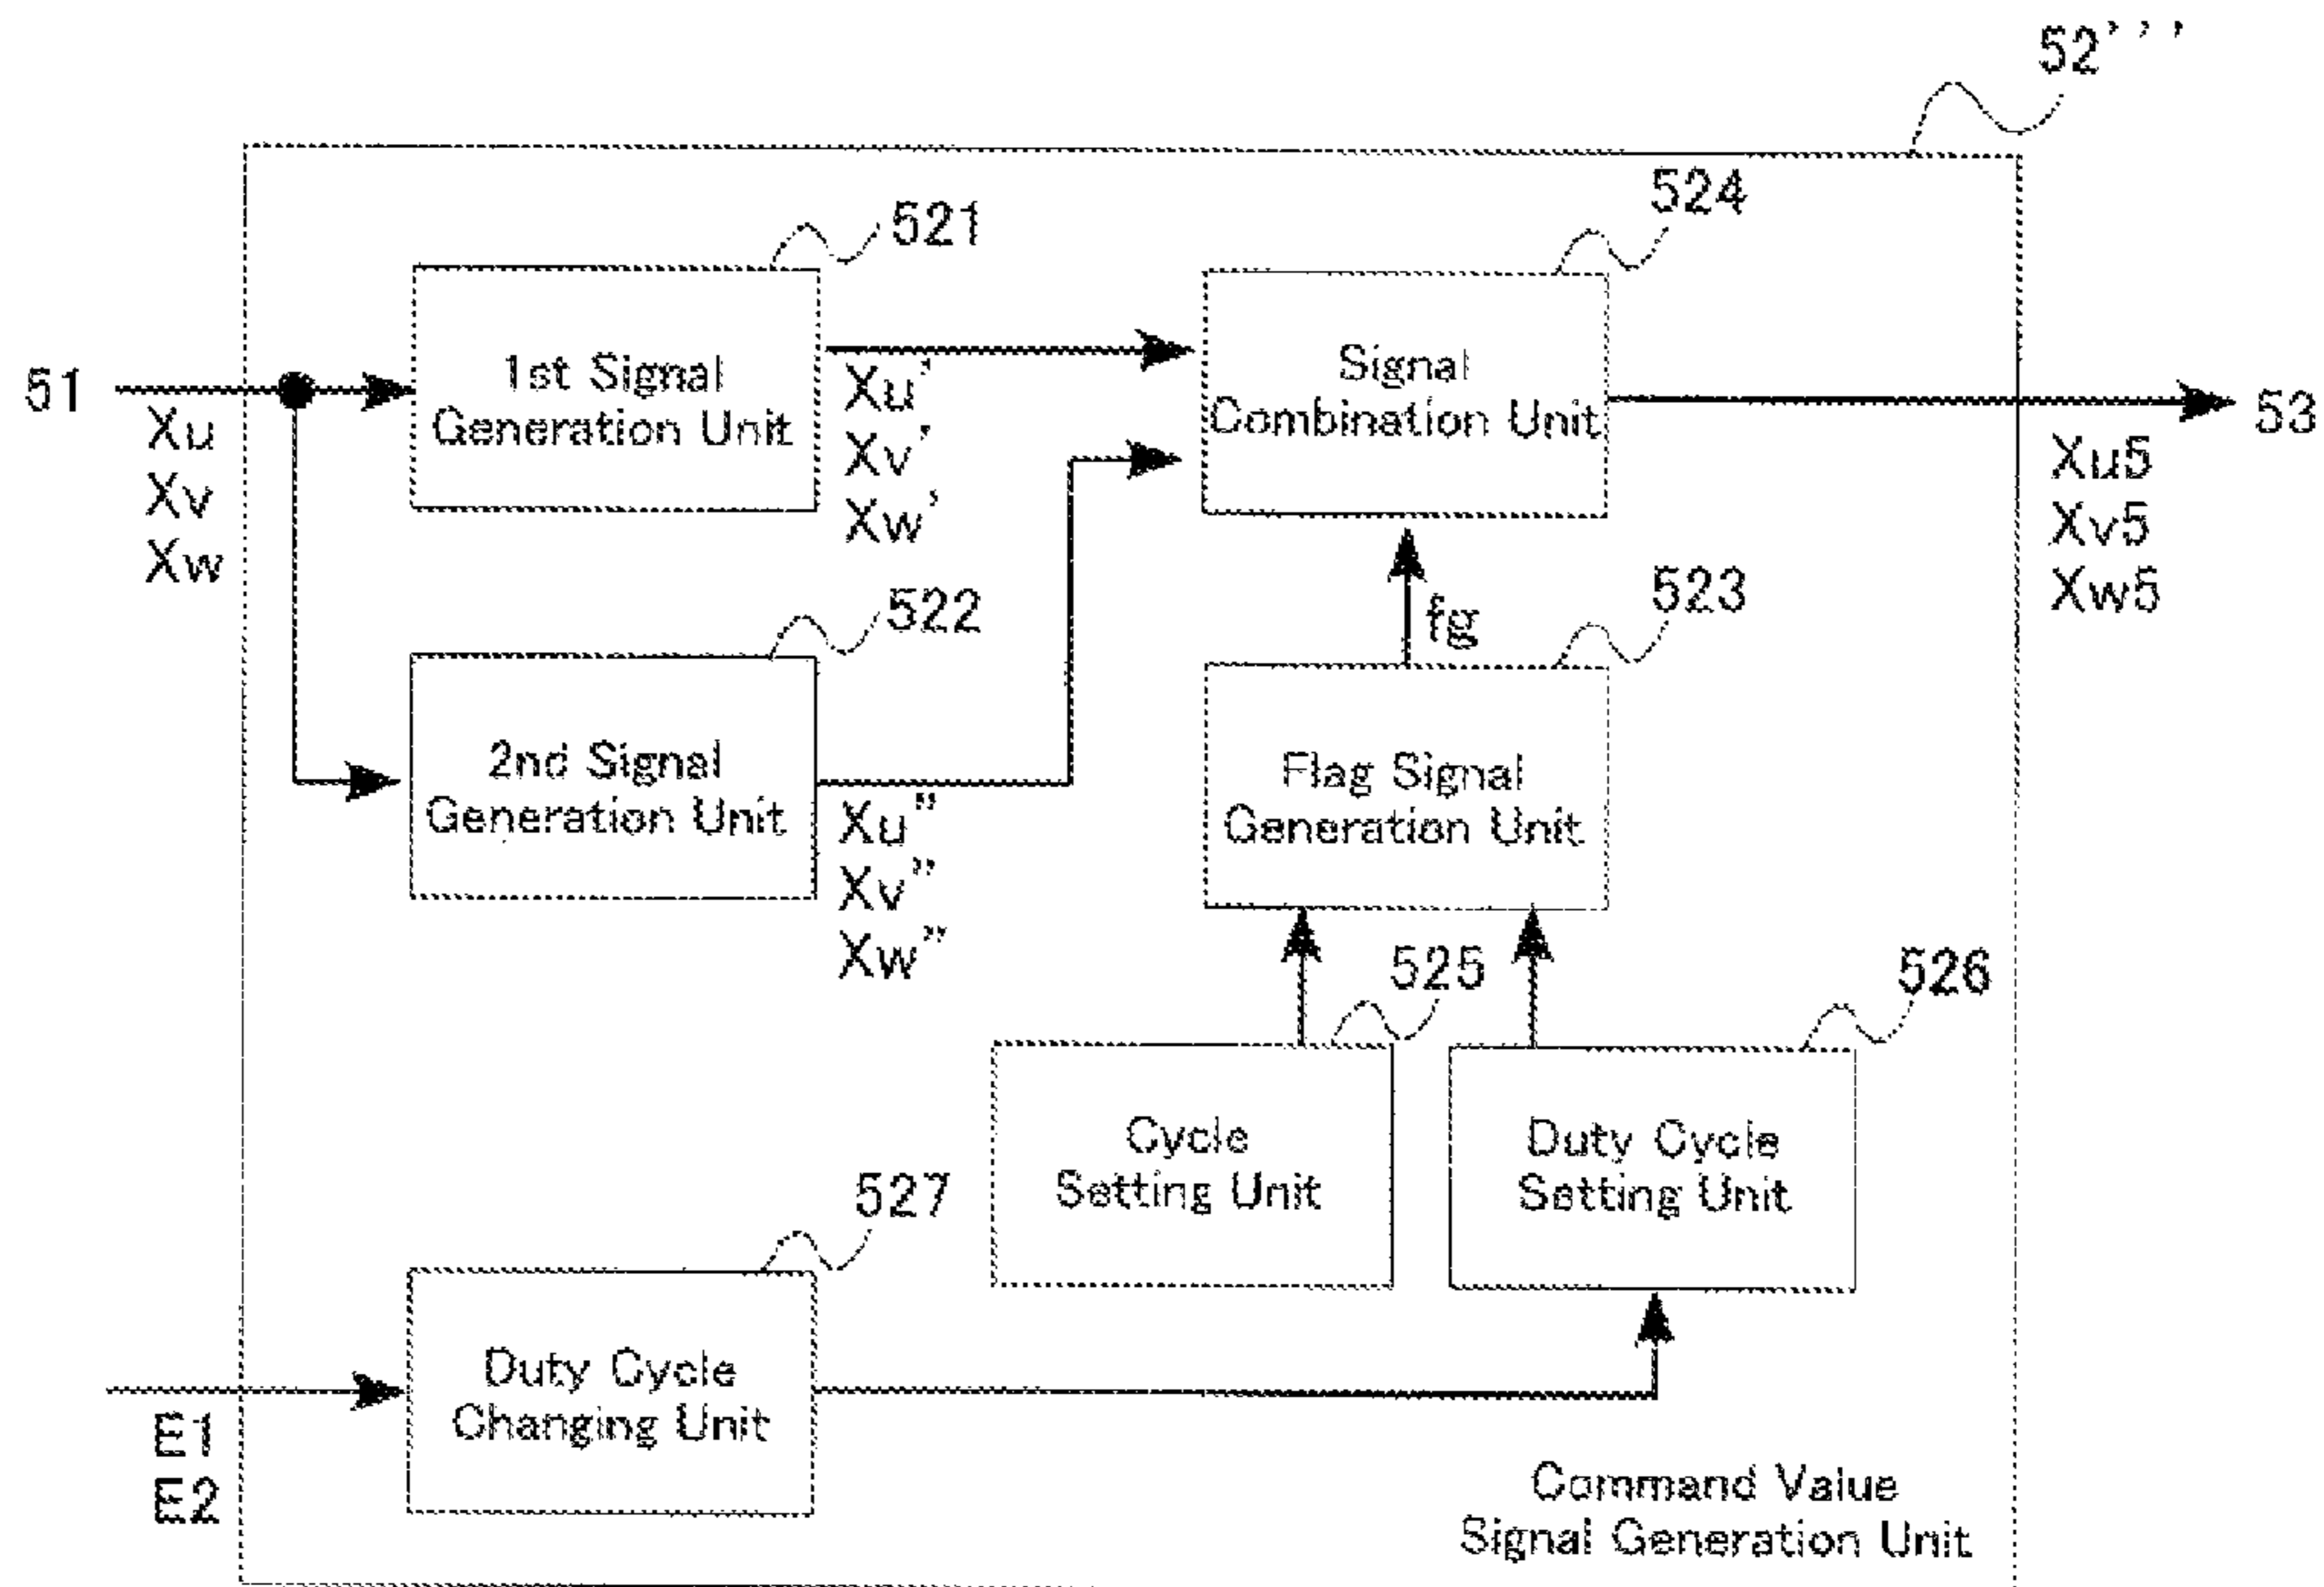 52’’’
521
524
51
Xu
Xv
Xw
1st Signal
Generation Unit
Xu’
Xv’
Xw’
Signal
Combination Unit
53
Xu5
Xv5
Xw5
522
523
fg
2nd Signal
Generation Unit
Xu”
Xv”
Xw”
Flag Signal
Generation Unit
525
526
Cycle
Setting Unit
Duty Cycle
Setting Unit
527
E1
E2
Duty Cycle
Changing Unit
Command Value
Signal Generation Unit